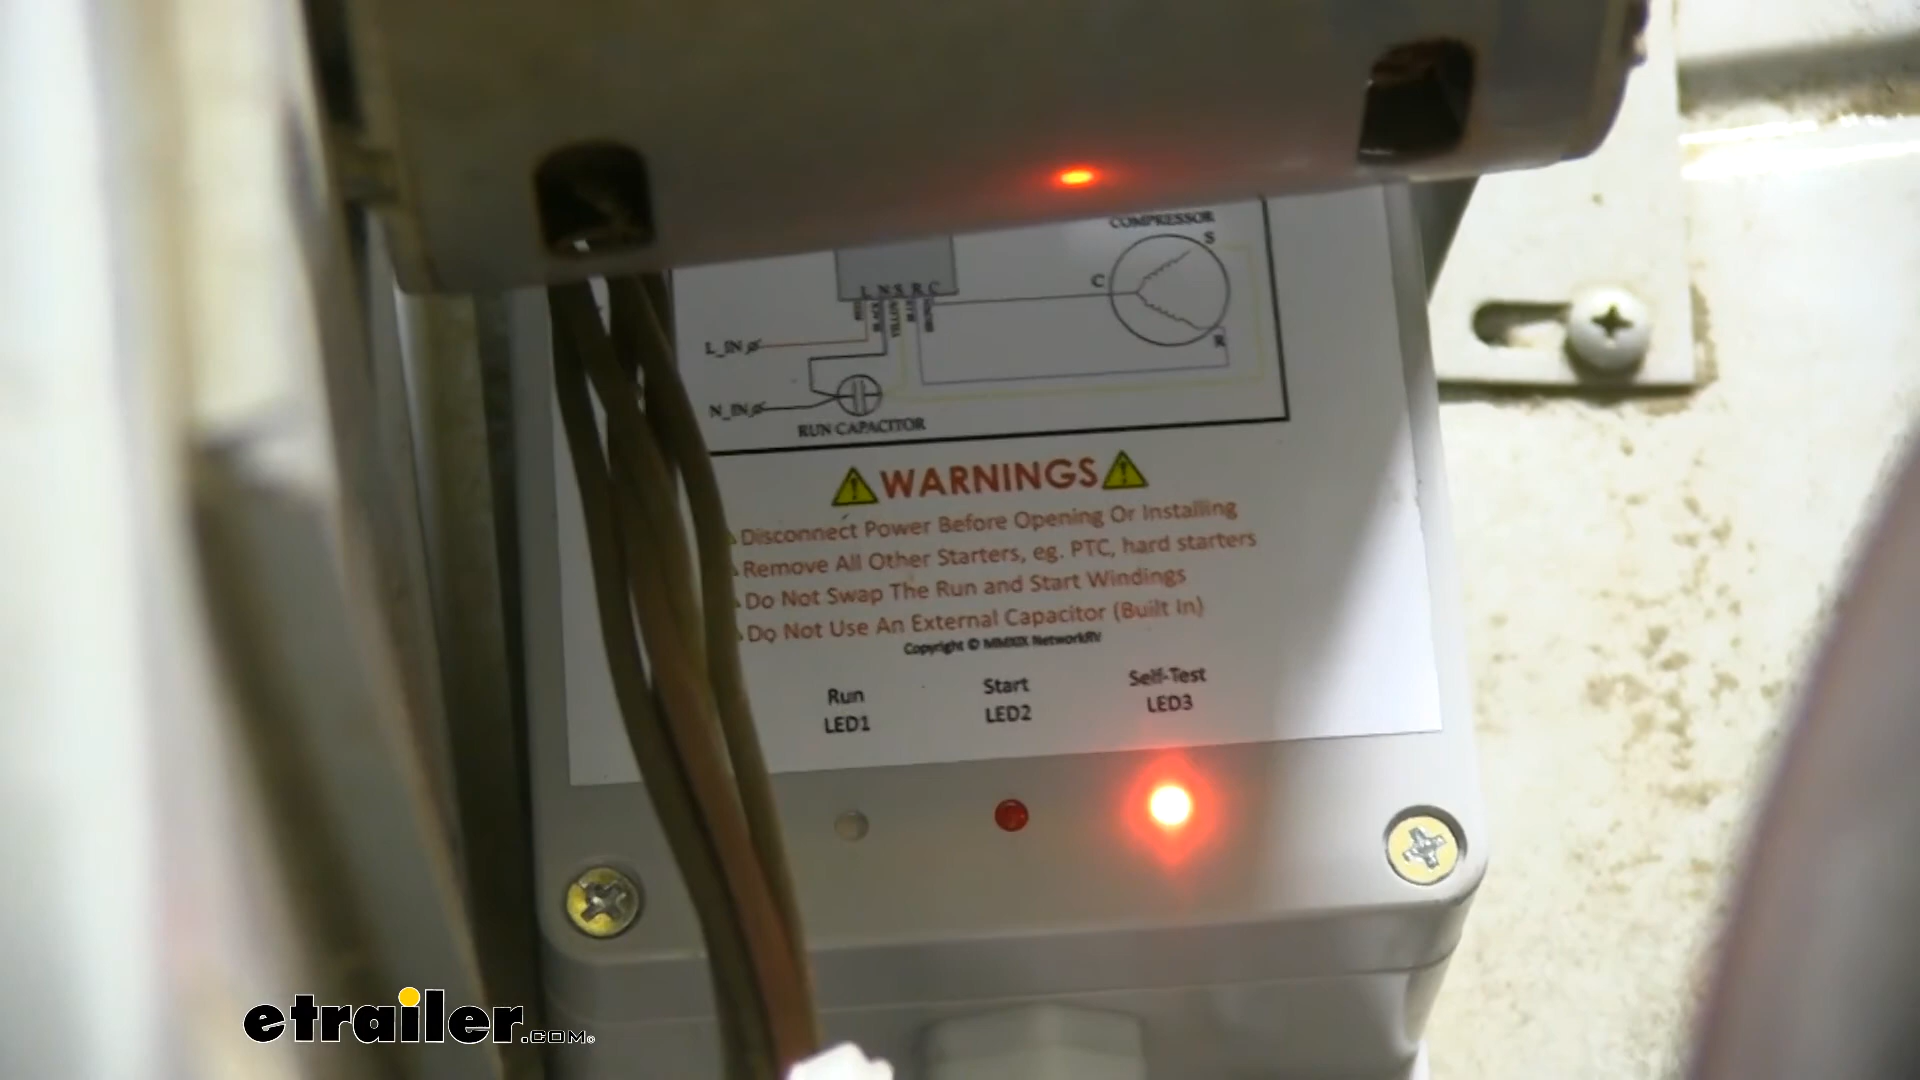 COMPRESSOR
S
C
L N S R C
L_IN
R
N_IN
RUN CAPACITOR
WARNINGS
Disconnect Power Before Opening Or Installing
Remove All Other Starters, eg. PTC, hard starters
Do Not Swap The Run and Start Windings
Do Not Use An External Capacitor (Built In)
Copyright © MMXIX NetworkRV
Run Start Self-Test
LED1 LED2 LED3
etrailer.com